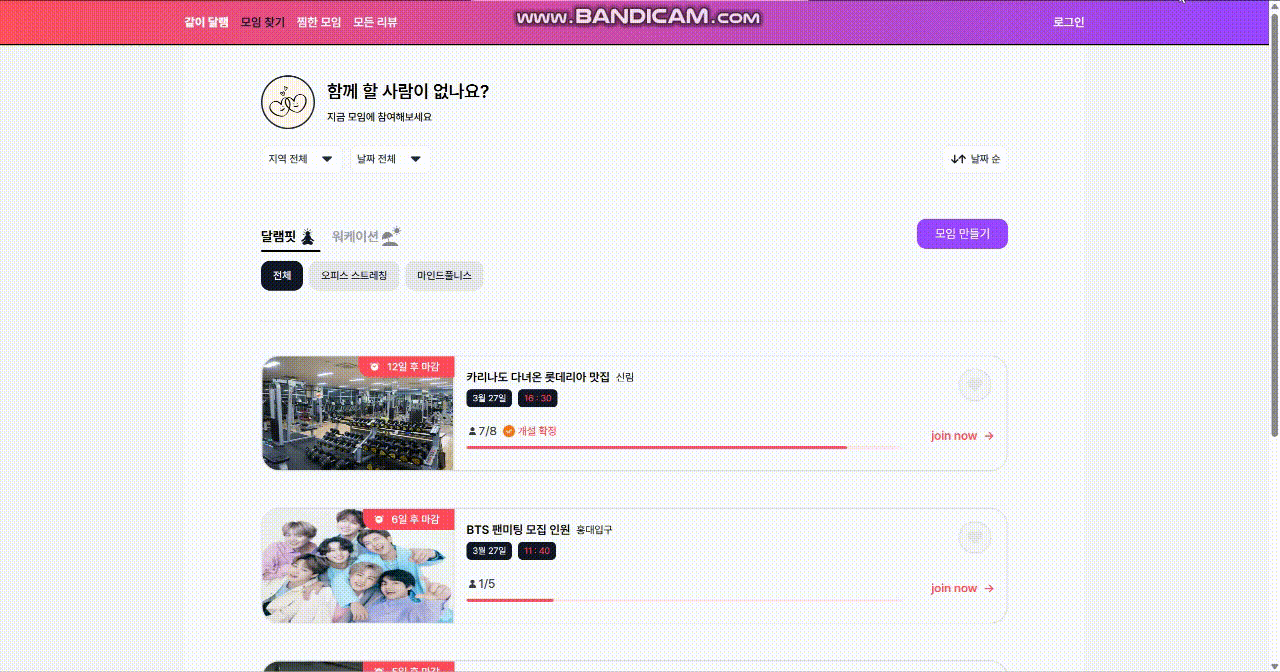 같이 달램 모임 찾기 찜한 모임 모든 리뷰 www.BANDICAM.com 로그인
함께 할 사람이 없나요?
지금 모임에 참여해보세요
지역 전체 날짜 전체 날짜 순
달램핏 워케이션 모임 만들기
전체 오피스 스트레칭 마인드풀니스
12일 후 마감
카리나도 다녀온 롯데리아 맛집 신림
3월 27일 16 : 30
7/8 개설 확정
join now
6일 후 마감
BTS 팬미팅 모집 인원 홍대입구
3월 27일 11 : 40
1/5
join now
5일 후 마감